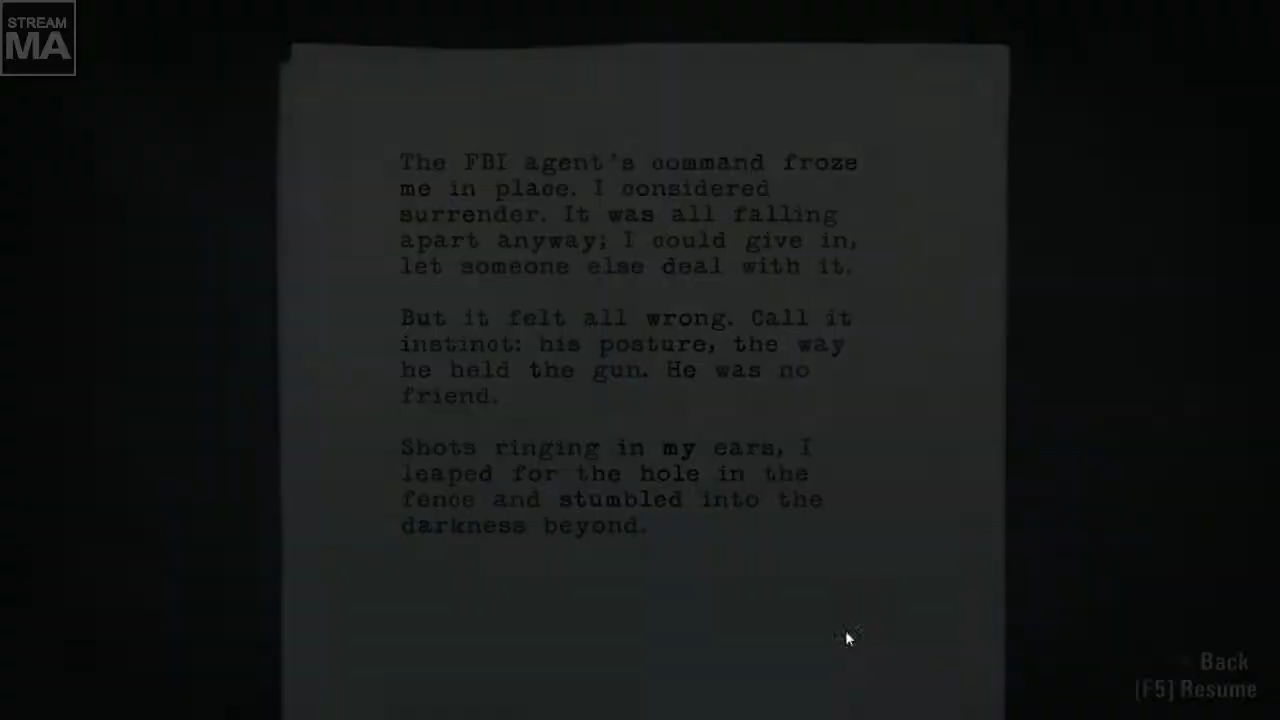 STREAM
MA
The FBI agent's command froze
me in place. I considered
surrender. It was all falling
apart anyway; I could give in,
let someone else deal with it.
But it felt all wrong. Call it
instinct: his posture, the way
he held the gun. He was no
friend.
Shots ringing in my ears, I
leaped for the hole in the
fence and stumbled into the
darkness beyond.
Back
[F5] Resume